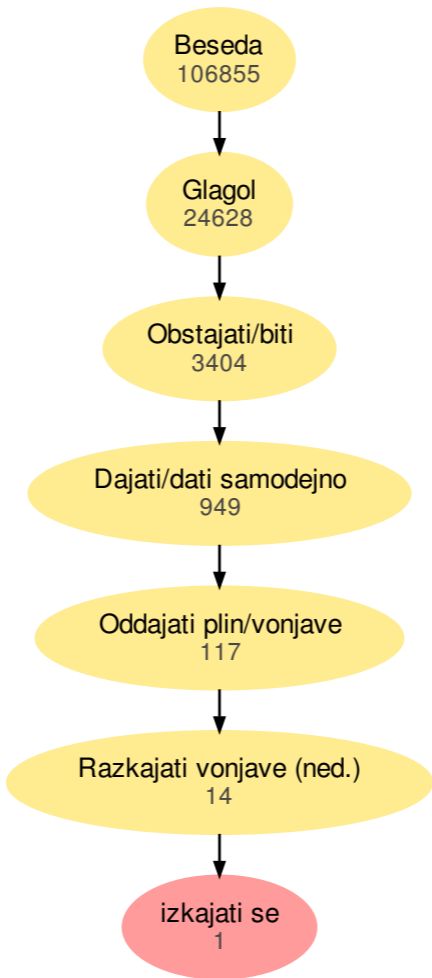 Beseda
106855
Glagol
24628
Obstajati/biti
3404
Dajati/dati samodejno
949
Oddajati plin/vonjave
117
Razkajati vonjave (ned.)
14
izkajati se
1